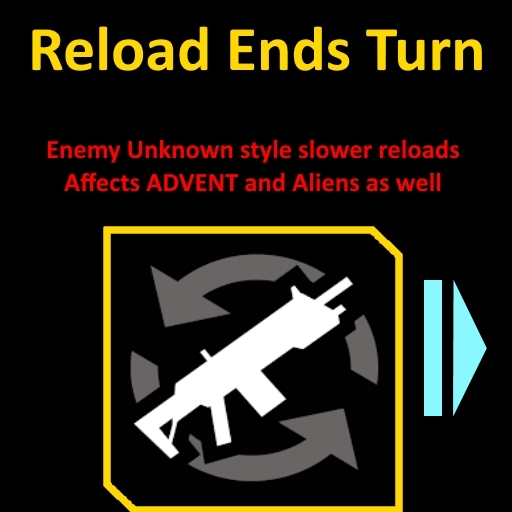 Reload Ends Turn
Enemy Unknown style slower reloads
Affects ADVENT and Aliens as well